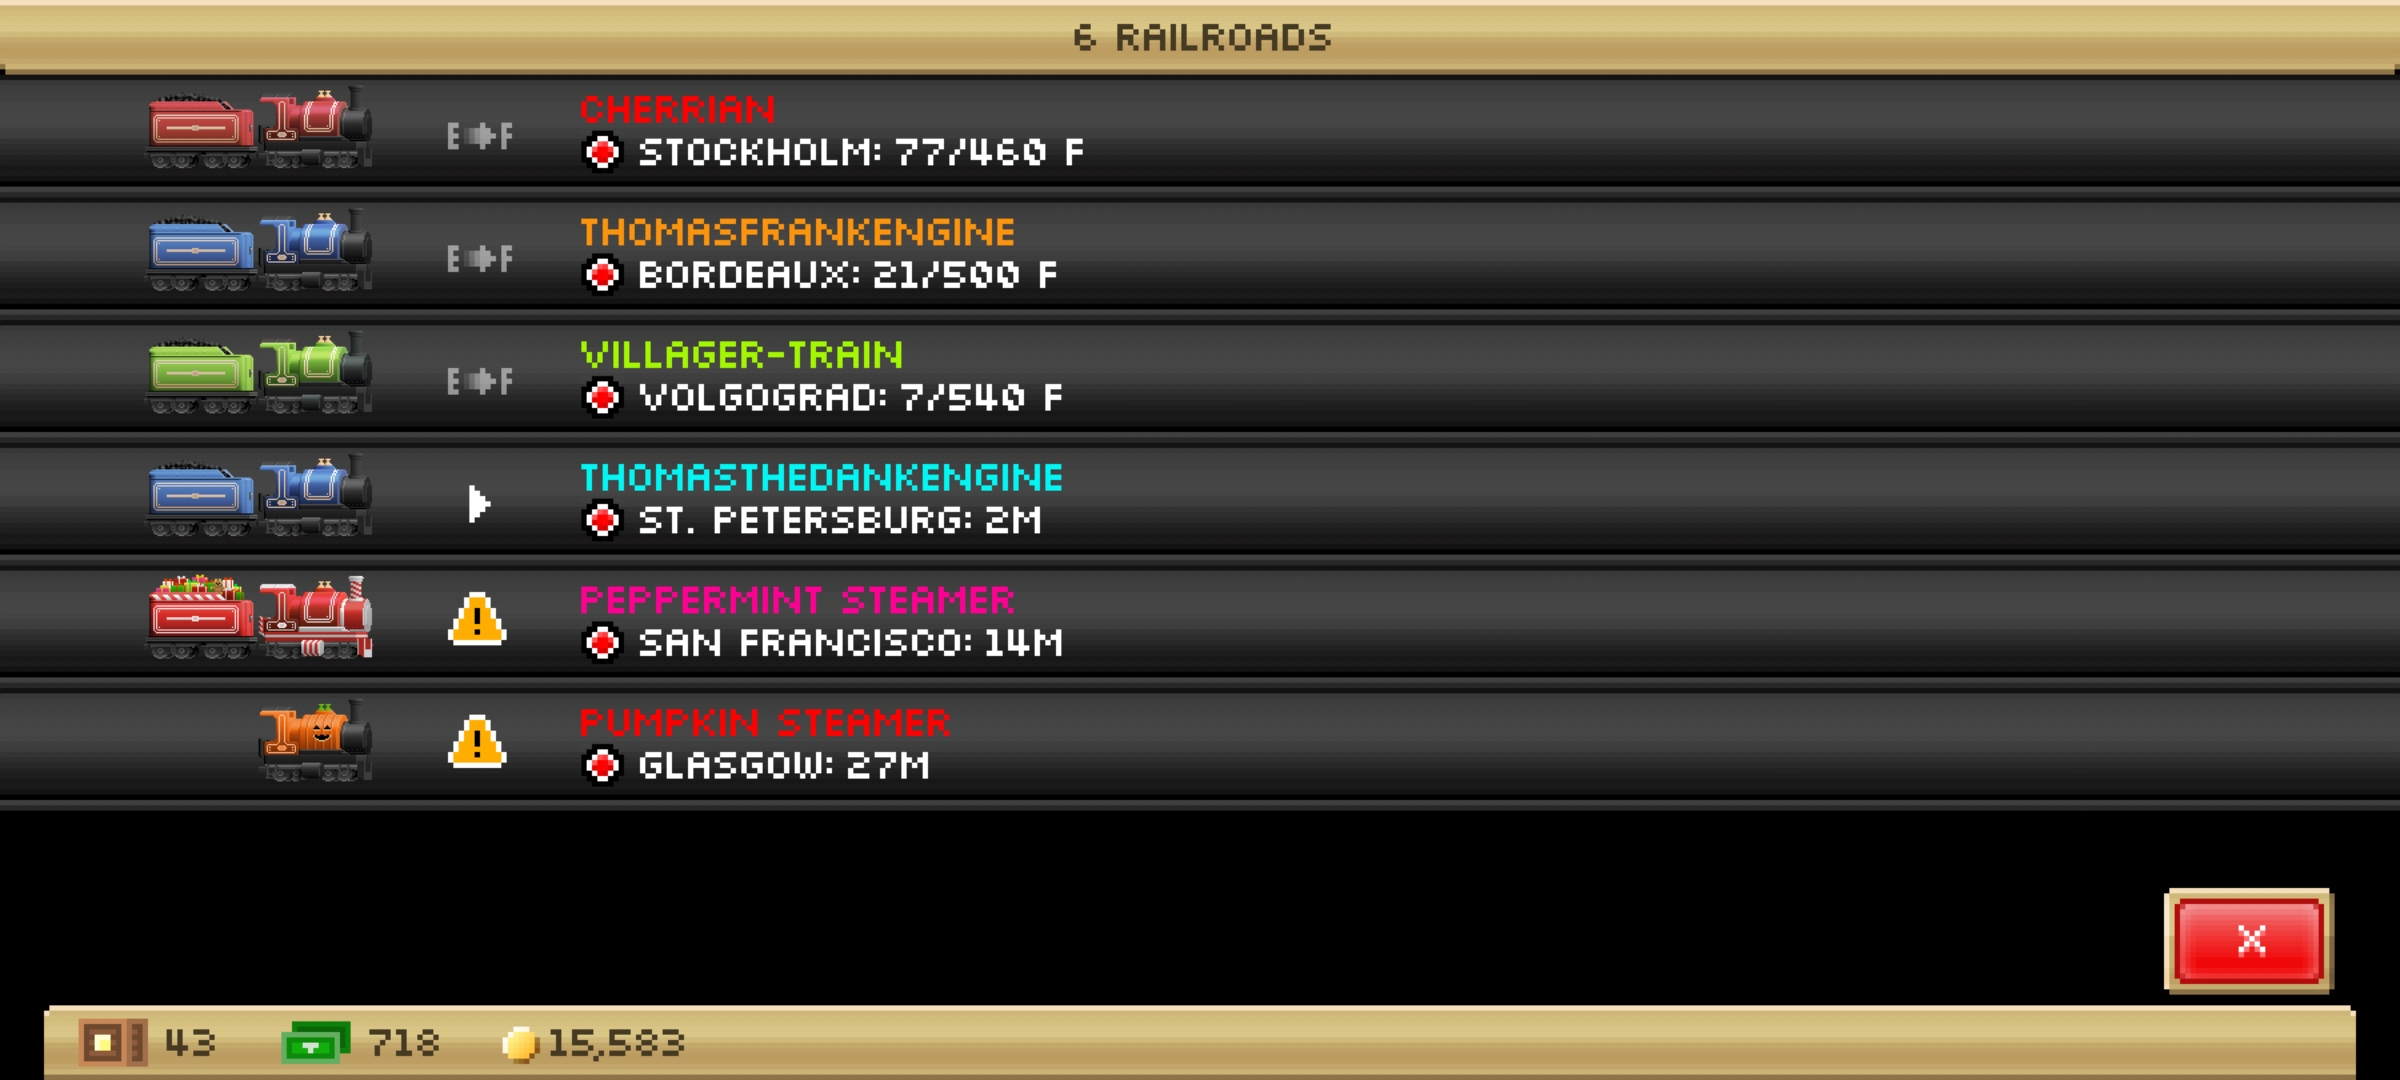 6 RAILROADS
CHERRIAN
E F STOCKHOLM: 77/460 F
THOMASFRANKENGINE
E F BORDEAUX: 21/500 F
VILLAGER-TRAIN
E F VOLGOGRAD: 7/540 F
THOMASTHEDANKENGINE
ST. PETERSBURG: 2M
PEPPERMINT STEAMER
! SAN FRANCISCO: 14M
PUMPKIN STEAMER
! GLASGOW: 27M
X
43 718 15,583